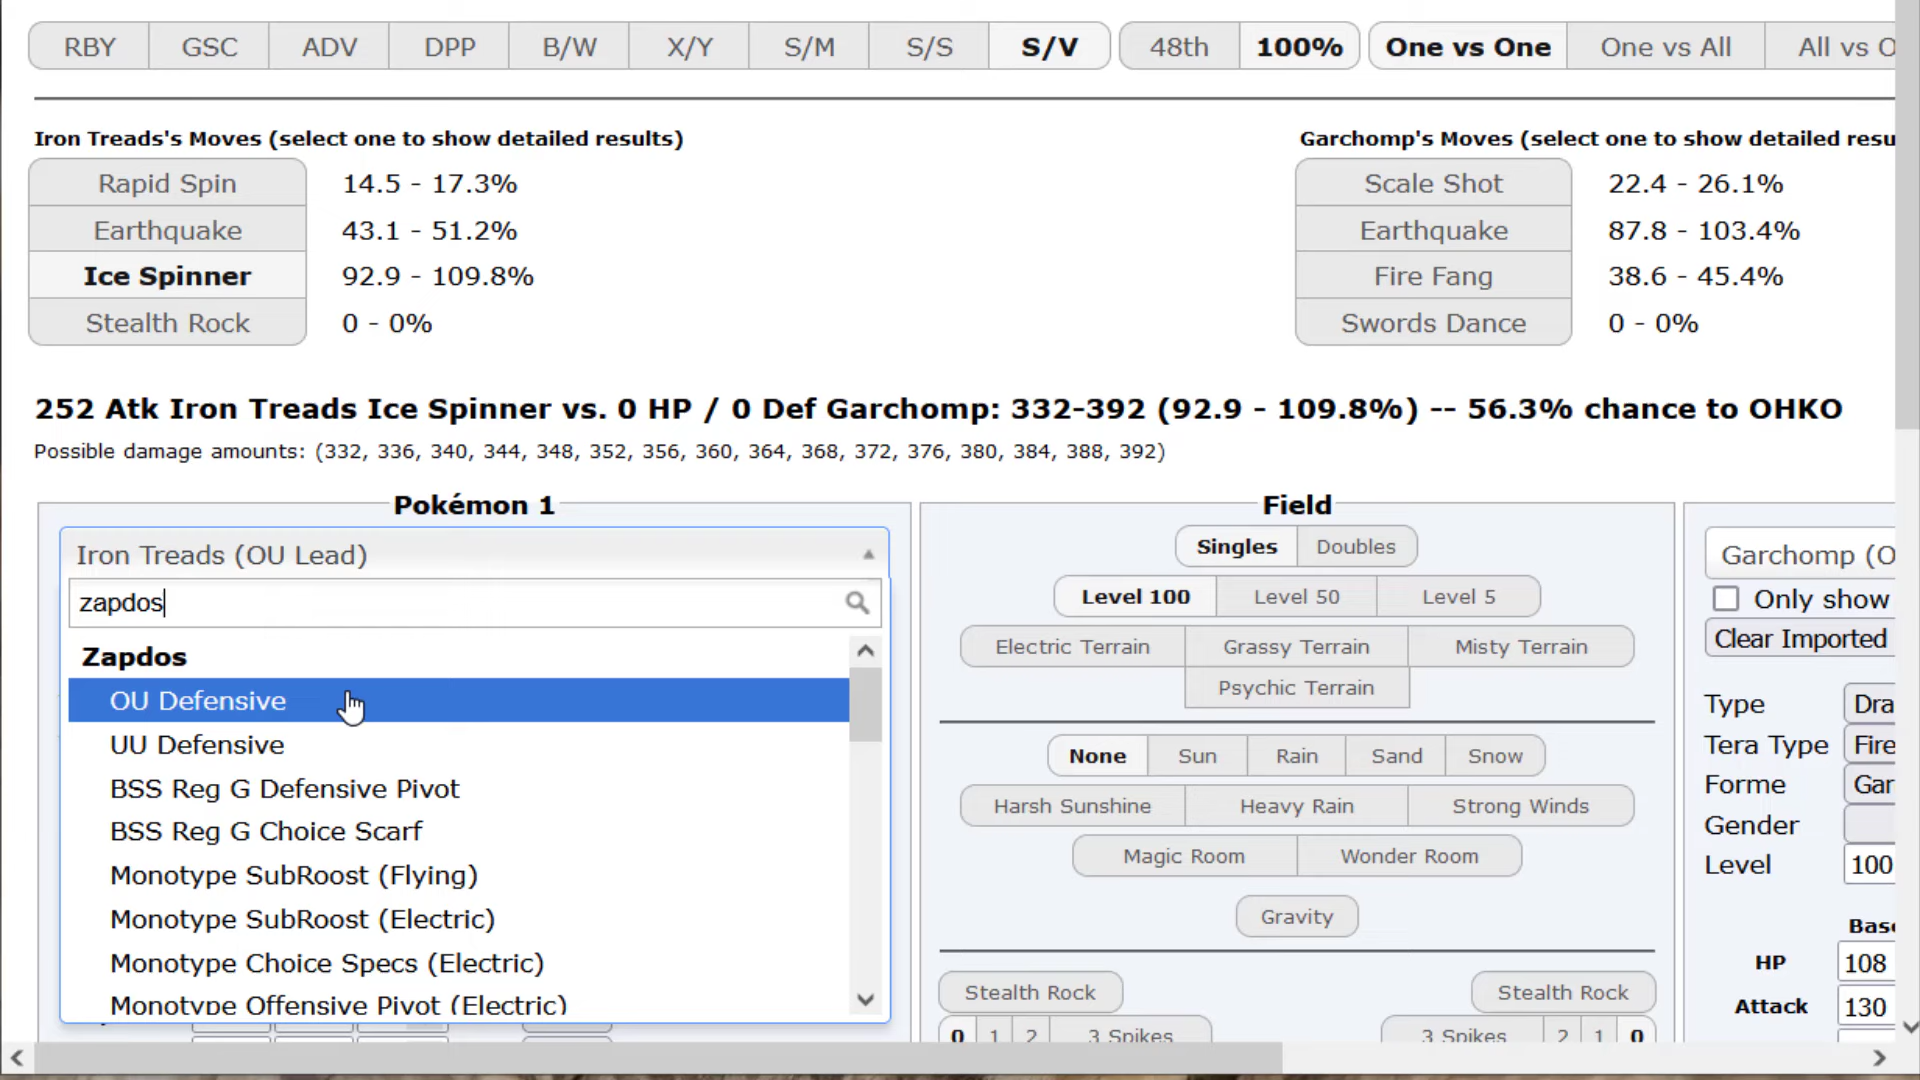 RBY GSC ADV DPP B/W X/Y S/M S/S S/V 48th 100% One vs One One vs All All vs O
Iron Treads's Moves (select one to show detailed results)
Rapid Spin 14.5 - 17.3%
Earthquake 43.1 - 51.2%
Ice Spinner 92.9 - 109.8%
Stealth Rock 0 - 0%
Garchomp's Moves (select one to show detailed resu
Scale Shot 22.4 - 26.1%
Earthquake 87.8 - 103.4%
Fire Fang 38.6 - 45.4%
Swords Dance 0 - 0%
252 Atk Iron Treads Ice Spinner vs. 0 HP / 0 Def Garchomp: 332-392 (92.9 - 109.8%) -- 56.3% chance to OHKO
Possible damage amounts: (332, 336, 340, 344, 348, 352, 356, 360, 364, 368, 372, 376, 380, 384, 388, 392)
Pokémon 1
Iron Treads (OU Lead)
zapdos
Zapdos
OU Defensive
UU Defensive
BSS Reg G Defensive Pivot
BSS Reg G Choice Scarf
Monotype SubRoost (Flying)
Monotype SubRoost (Electric)
Monotype Choice Specs (Electric)
Monotype Offensive Pivot (Electric)
Field
Singles Doubles
Level 100 Level 50 Level 5
Electric Terrain Grassy Terrain Misty Terrain
Psychic Terrain
None Sun Rain Sand Snow
Harsh Sunshine Heavy Rain Strong Winds
Magic Room Wonder Room
Gravity
Stealth Rock Stealth Rock
0 1 2 3 Spikes 3 Spikes 2 1 0
Garchomp (O
Only show
Clear Imported
Type Dra
Tera Type Fire
Forme Gar
Gender
Level 100
Base
HP 108
Attack 130